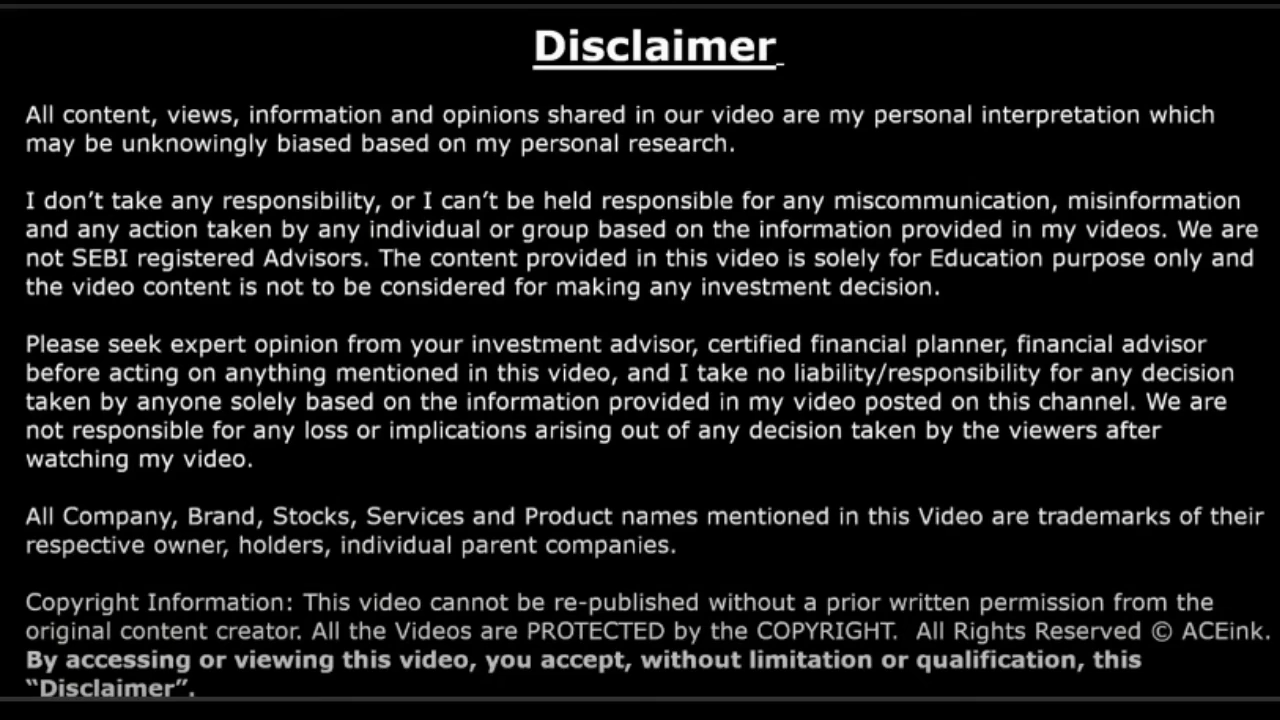 Disclaimer
All content, views, information and opinions shared in our video are my personal interpretation which
may be unknowingly biased based on my personal research.
I don’t take any responsibility, or I can’t be held responsible for any miscommunication, misinformation
and any action taken by any individual or group based on the information provided in my videos. We are
not SEBI registered Advisors. The content provided in this video is solely for Education purpose only and
the video content is not to be considered for making any investment decision.
Please seek expert opinion from your investment advisor, certified financial planner, financial advisor
before acting on anything mentioned in this video, and I take no liability/responsibility for any decision
taken by anyone solely based on the information provided in my video posted on this channel. We are
not responsible for any loss or implications arising out of any decision taken by the viewers after
watching my video.
All Company, Brand, Stocks, Services and Product names mentioned in this Video are trademarks of their
respective owner, holders, individual parent companies.
Copyright Information: This video cannot be re-published without a prior written permission from the
original content creator. All the Videos are PROTECTED by the COPYRIGHT.  All Rights Reserved © ACEink.
By accessing or viewing this video, you accept, without limitation or qualification, this
“Disclaimer”.